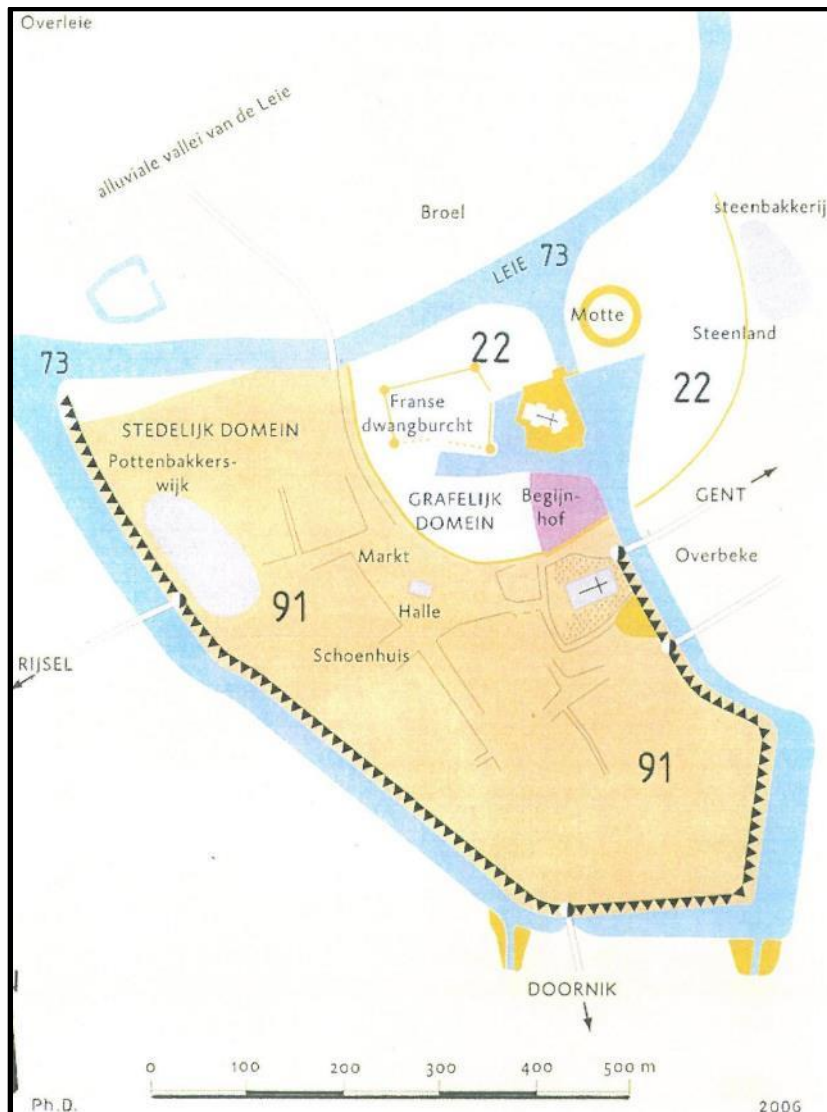 Overleie
alluviale vallei van de Leie
Broel
steenbakkerij
LEIE 73
Motte
Steenland
73
22
22
Franse
dwangburcht
STEDELIJK DOMEIN
Pottenbakkers-
wijk
GRAFELIJK
DOMEIN
Begijn-
hof
GENT
Markt
Overbeke
91
Halle
Schoenhuis
RIJSEL
91
DOORNIK
0 100 200 300 400 500 m
Ph.D.
2006